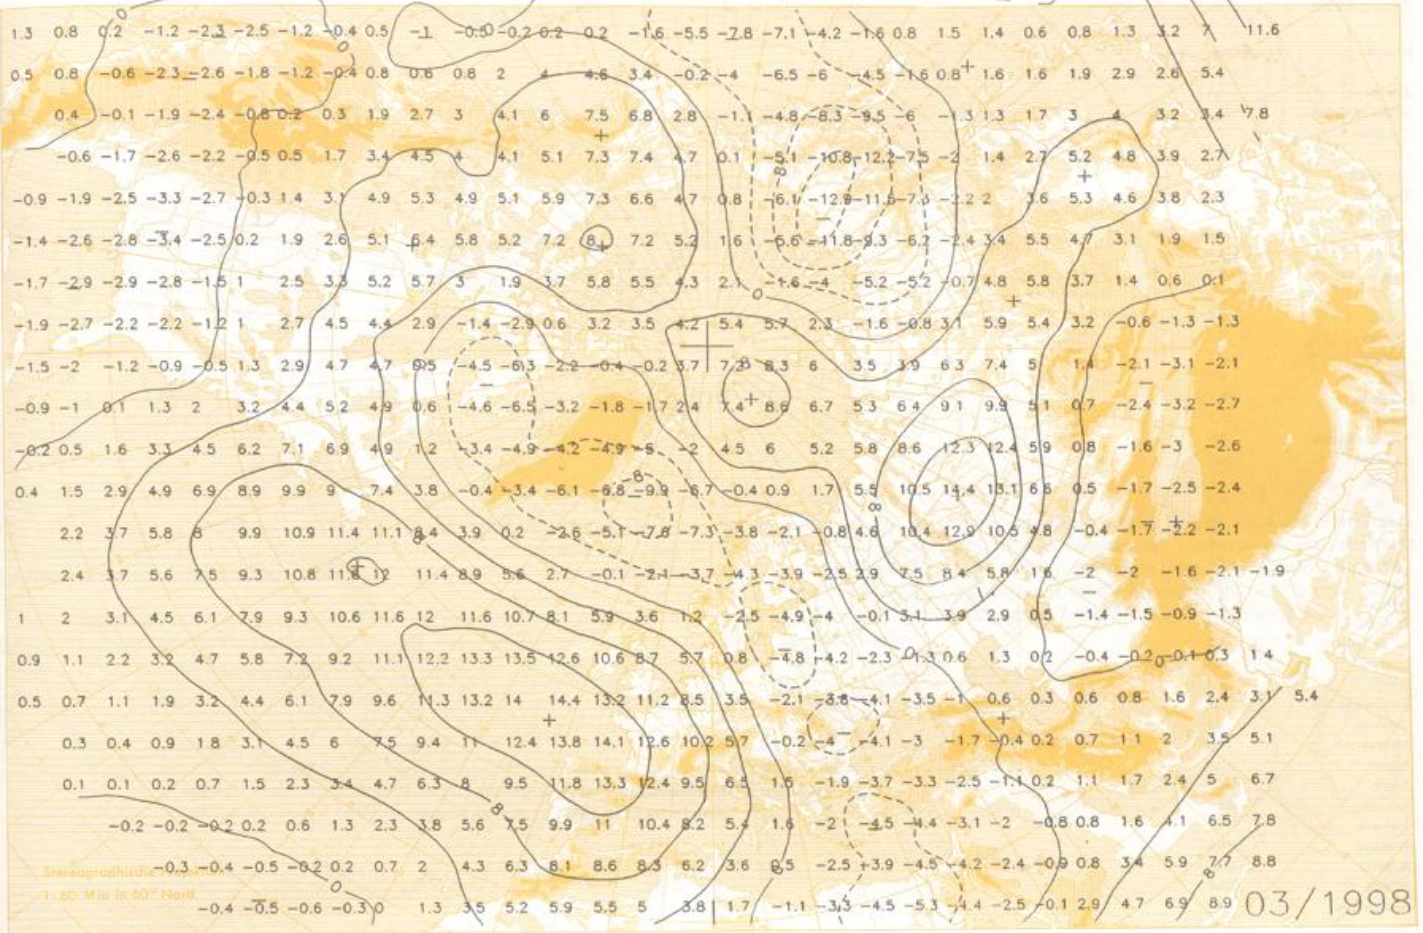 1.3 0.8 0.2 -1.2 -2.3 -2.5 -1.2 -0.4 0.5 -1 -0.5 -0.2 0.2 0.2 -1.6 -5.5 -7.8 -7.1 -4.2 -1.6 0.8 1.5 1.4 0.6 0.8 1.3 3.2 7 11.6
0.5 0.8 -0.6 -2.3 -2.6 -1.8 -1.2 -0.4 0.8 0.6 0.8 2 4 4.6 3.4 -0.2 -4 -6.5 -6 -4.5 -1.6 0.8 1.6 1.6 1.9 2.9 2.6 5.4
0.4 -0.1 -1.9 -2.4 -0.8 0.2 0.3 1.9 2.7 3 4.1 6 7.5 6.8 2.8 -1.1 -4.8 -8.3 -9.5 -6 -1.3 1.3 1.7 3 4 3.2 3.4 7.8
-0.6 -1.7 -2.6 -2.2 -0.5 0.5 1.7 3.4 4.5 4 4.1 5.1 7.3 7.4 4.7 0.1 -5.1 -10.8 -12.2 -7.5 -2 1.4 2.7 5.2 4.8 3.9 2.7
-0.9 -1.9 -2.5 -3.3 -2.7 -0.3 1.4 3.1 4.9 5.3 4.9 5.1 5.9 7.3 6.6 4.7 0.8 -6.1 -12.9 -11.5 -7.3 -2.2 2 3.6 5.3 4.6 3.8 2.3
-1.4 -2.6 -2.8 -3.4 -2.5 0.2 1.9 2.6 5.1 6.4 5.8 5.2 7.2 8 7.2 5.2 1.6 -5.6 -11.8 -9.3 -6.2 -2.4 3.4 5.5 4.7 3.1 1.9 1.5
-1.7 -2.9 -2.9 -2.8 -1.5 1 2.5 3.3 5.2 5.7 3 1.9 3.7 5.8 5.5 4.3 2.1 -1.6 -4 -5.2 -5.2 -0.7 4.8 5.8 3.7 1.4 0.6 0.1
-1.9 -2.7 -2.2 -2.2 -1.2 1 2.7 4.5 4.4 2.9 -1.4 -2.9 0.6 3.2 3.5 4.2 5.4 5.7 2.3 -1.6 -0.8 3.1 5.9 5.4 3.2 -0.6 -1.3 -1.3
-1.5 -2 -1.2 -0.9 -0.5 1.3 2.9 4.7 4.7 0.5 -4.5 -6.3 -2.2 -0.4 -0.2 3.7 7.2 8.3 6 3.5 3.9 6.3 7.4 5 1.4 -2.1 -3.1 -2.1
-0.9 -1 0.1 1.3 2 3.2 4.4 5.2 4.9 0.6 -4.6 -6.5 -3.2 -1.8 -1.7 2.4 7.4 8.6 6.7 5.3 6.4 9.1 9.9 5.1 0.7 -2.4 -3.2 -2.7
-0.2 0.5 1.6 3.3 4.5 6.2 7.1 6.9 4.9 1.2 -3.4 -4.9 -4.2 -4.9 -5 -2 4.5 6 5.2 5.8 8.6 12.3 12.4 5.9 0.8 -1.6 -3 -2.6
0.4 1.5 2.9 4.9 6.9 8.9 9.9 9 7.4 3.8 -0.4 -3.4 -6.1 -6.8 -9.9 -6.7 -0.4 0.9 1.7 5.5 10.5 14.4 13.1 6.6 0.5 -1.7 -2.5 -2.4
2.2 3.7 5.8 8 9.9 10.9 11.4 11.1 8.4 3.9 0.2 -2.6 -5.1 -7.8 -7.3 -3.8 -2.1 -0.8 4.6 10.4 12.9 10.5 4.8 -0.4 -1.7 -2.2 -2.1
2.4 3.7 5.6 7.5 9.3 10.8 11.8 12 11.4 8.9 5.6 2.7 -0.1 -2.1 -3.7 -4.3 -3.9 -2.5 2.9 7.5 8.4 5.8 1.6 -2 -2 -1.6 -2.1 -1.9
1 2 3.1 4.5 6.1 7.9 9.3 10.6 11.6 12 11.6 10.7 8.1 5.9 3.6 1.2 -2.5 -4.9 -4 -0.1 3.1 3.9 2.9 0.5 -1.4 -1.5 -0.9 -1.3
0.9 1.1 2.2 3.2 4.7 5.8 7.2 9.2 11.1 12.2 13.3 13.5 12.6 10.6 8.7 5.7 0.8 -4.8 -4.2 -2.3 -1.3 0.6 1.3 0.2 -0.4 -0.2 -0.1 0.3 1.4
0.5 0.7 1.1 1.9 3.2 4.4 6.1 7.9 9.6 11.3 13.2 14 14.4 13.2 11.2 8.5 3.5 -2.1 -3.8 -4.1 -3.5 -1 0.6 0.3 0.6 0.8 1.6 2.4 3.1 5.4
0.3 0.4 0.9 1.8 3.1 4.5 6 7.5 9.4 11 12.4 13.8 14.1 12.6 10.2 5.7 -0.2 -4 -4.1 -3 -1.7 -0.4 0.2 0.7 1.1 2 3.5 5.1
0.1 0.1 0.2 0.7 1.5 2.3 3.4 4.7 6.3 8 9.5 11.8 13.3 12.4 9.5 6.5 1.5 -1.9 -3.7 -3.3 -2.5 -1.1 0.2 1.1 1.7 2.4 5 6.7
-0.2 -0.2 -0.2 0.2 0.6 1.3 2.3 3.8 5.6 7.5 9.9 11 10.4 8.2 5.4 1.6 -2 -4.5 -4.4 -3.1 -2 -0.8 0.8 1.6 4.1 6.5 7.8
-0.3 -0.4 -0.5 -0.2 0.2 0.7 2 4.3 6.3 8.1 8.6 8.3 6.2 3.6 0.5 -2.5 -3.9 -4.5 -4.2 -2.4 -0.9 0.8 3.4 5.9 7.7 8.8
Stereographische
1:60 Mio in 60° Nord
-0.4 -0.5 -0.6 -0.3 0 1.3 3.5 5.2 5.9 5.5 5 3.8 1.7 -1.1 -3.3 -4.5 -5.3 -4.4 -2.5 -0.1 2.9 4.7 6.9 8.9
03/1998